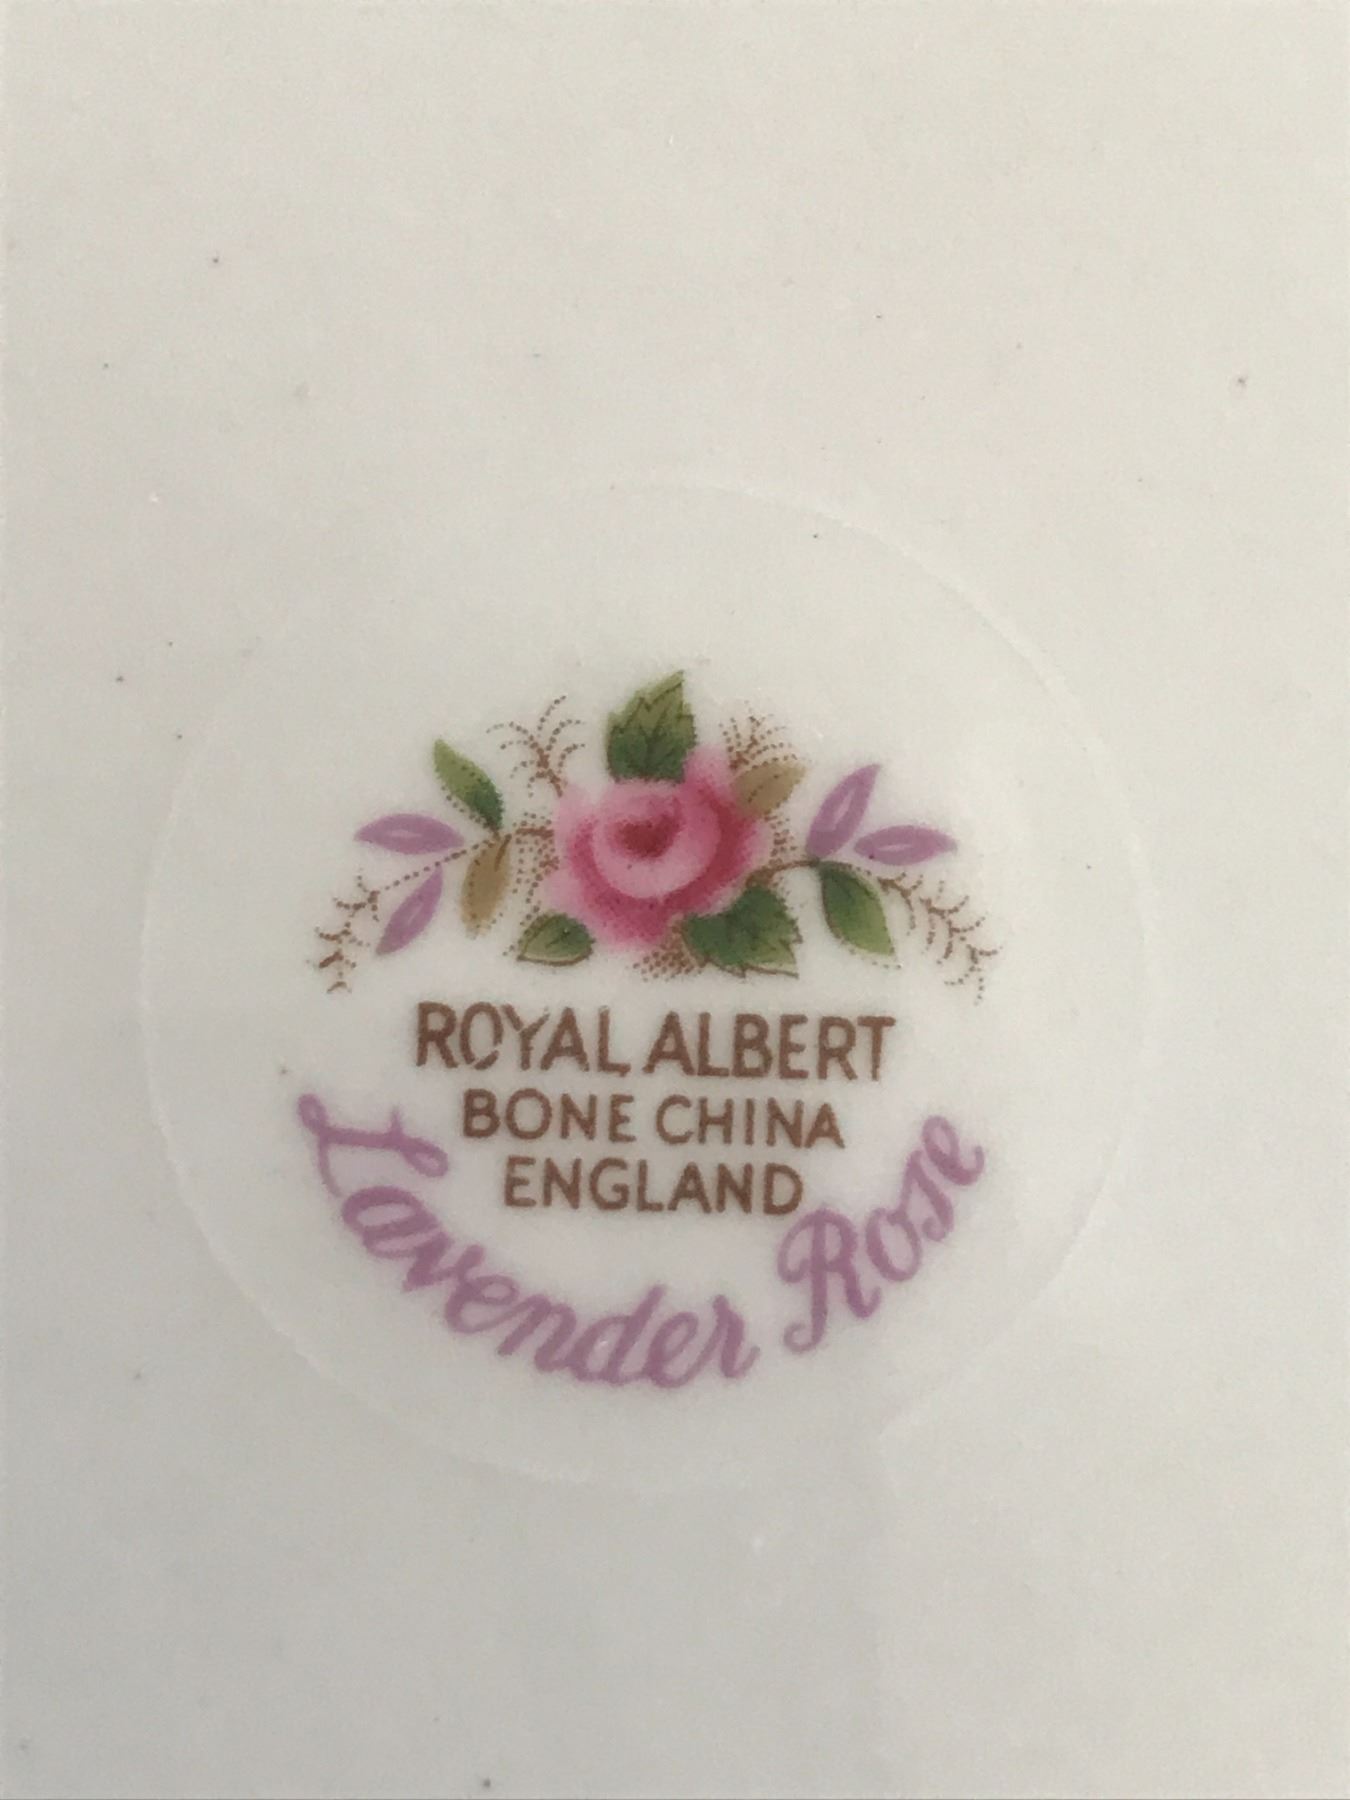 ROYAL ALBERT
BONE CHINA
ENGLAND
Lavender Rose